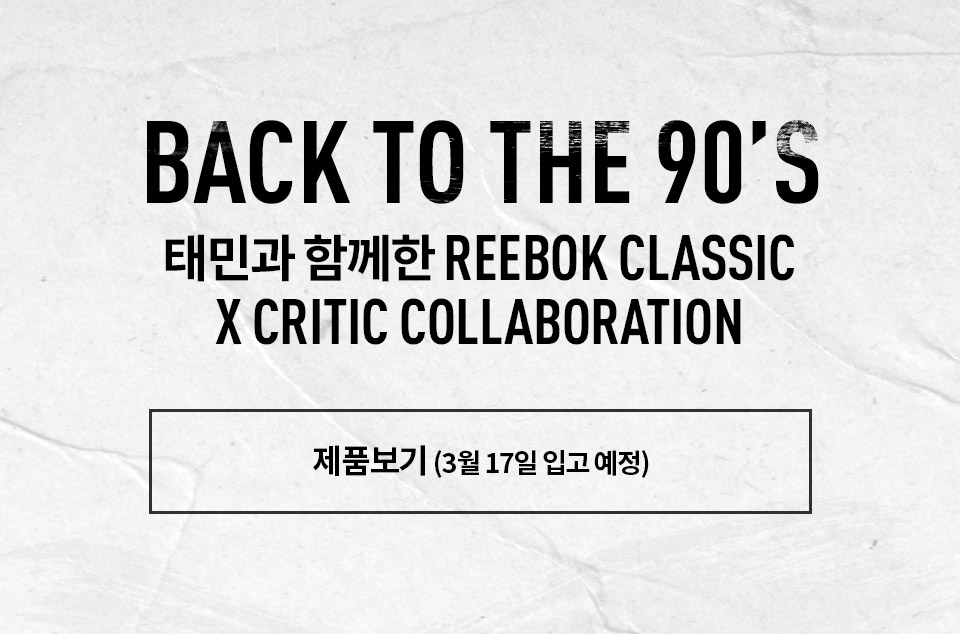 BACK TO THE 90'S
태민과 함께한 REEBOK CLASSIC
X CRITIC COLLABORATION
제품보기 (3월 17일 입고 예정)